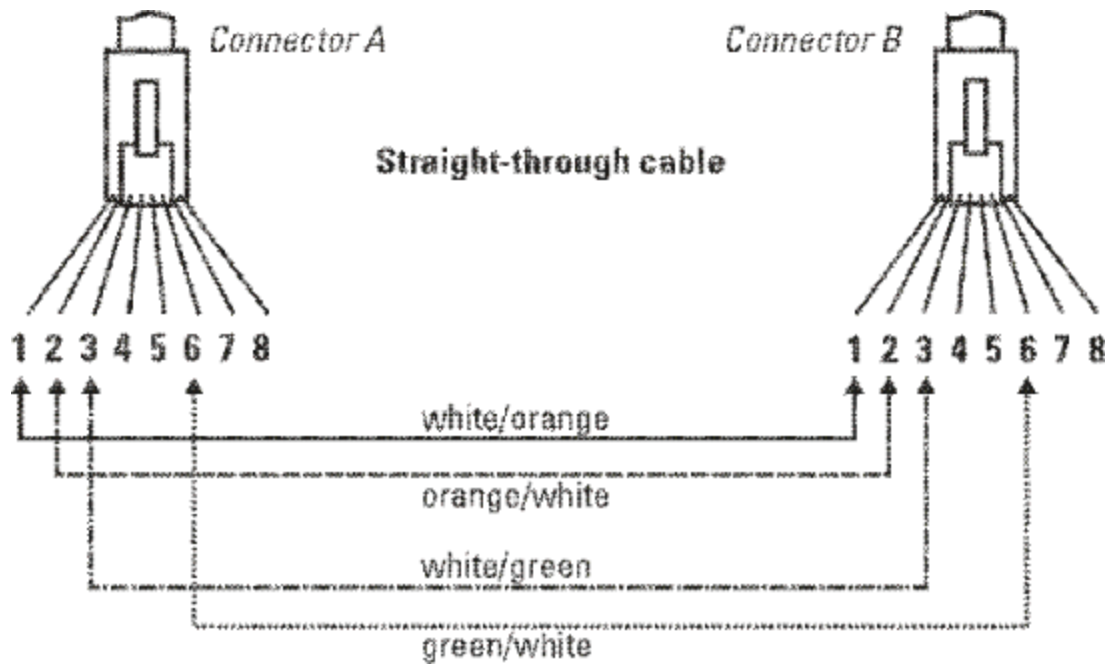 Connector A
Connector B
Straight-through cable
1 2 3 4 5 6 7 8
1 2 3 4 5 6 7 8
white/orange
orange/white
white/green
green/white